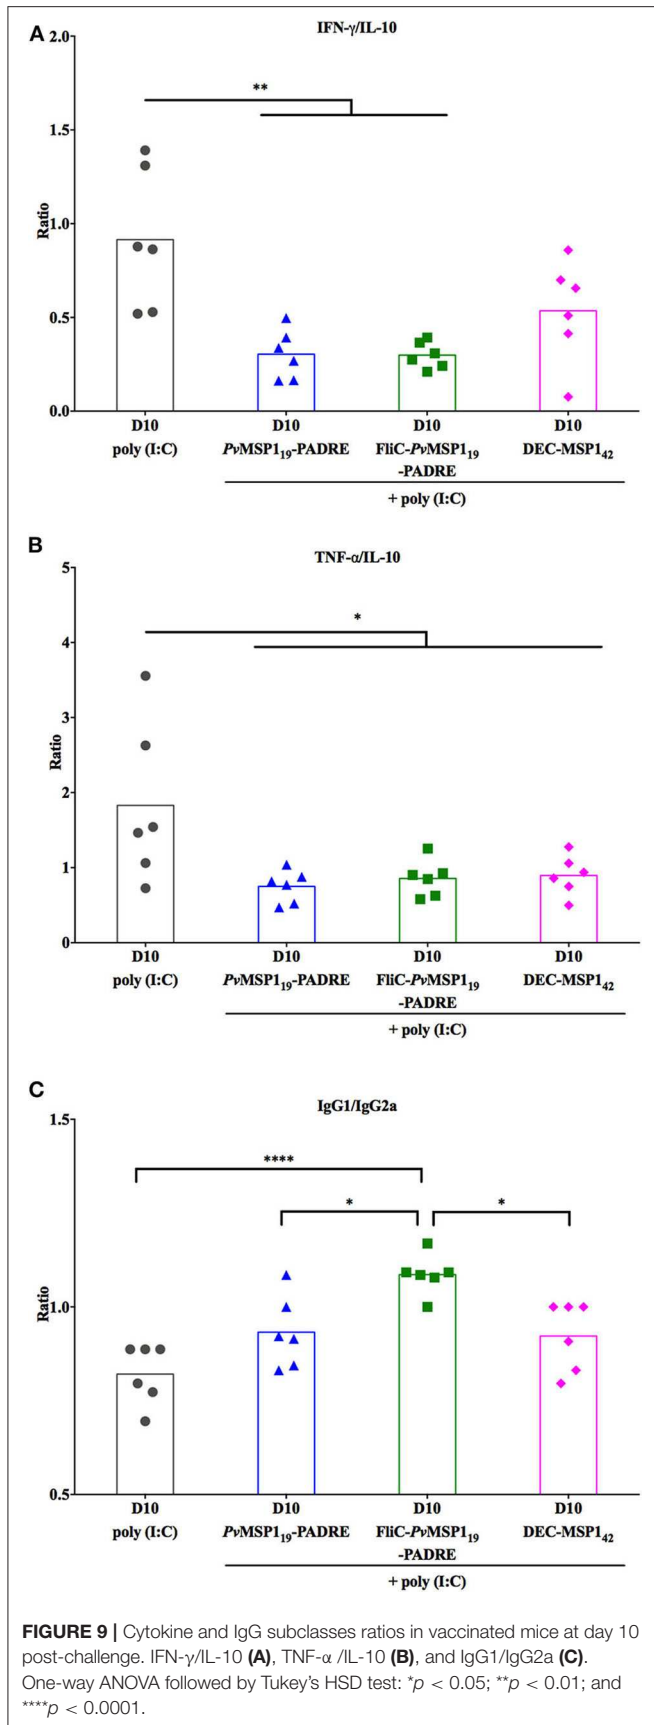 A
IFN-γ/IL-10
2.0
**
1.5
1.0
Ratio
0.5
0.0
D10 D10 D10 D10
poly (I:C) PvMSP1₁₉-PADRE FliC-PvMSP1₁₉ DEC-MSP1₄₂
-PADRE
+ poly (I:C)
B
TNF-α/IL-10
5
*
4
3
Ratio
2
1
0
D10 D10 D10 D10
poly (I:C) PvMSP1₁₉-PADRE FliC-PvMSP1₁₉ DEC-MSP1₄₂
-PADRE
+ poly (I:C)
C
IgG1/IgG2a
1.5
****
* *
Ratio
1.0
0.5
D10 D10 D10 D10
poly (I:C) PvMSP1₁₉-PADRE FliC-PvMSP1₁₉ DEC-MSP1₄₂
-PADRE
+ poly (I:C)
FIGURE 9 | Cytokine and IgG subclasses ratios in vaccinated mice at day 10
post-challenge. IFN-γ/IL-10 (A), TNF-α /IL-10 (B), and IgG1/IgG2a (C).
One-way ANOVA followed by Tukey's HSD test: *p < 0.05; **p < 0.01; and
****p < 0.0001.